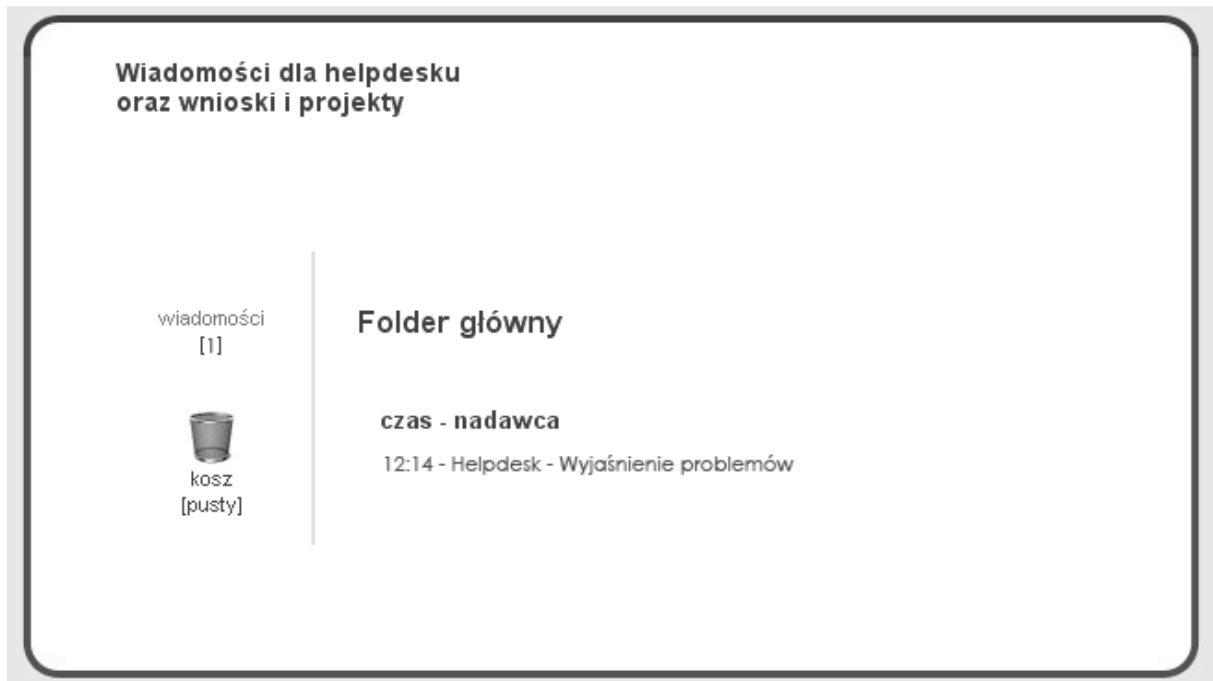 Wiadomości dla helpdesku
oraz wnioski i projekty
wiadomości
[1]
kosz
[pusty]
Folder główny
czas - nadawca
12:14 - Helpdesk - Wyjaśnienie problemów